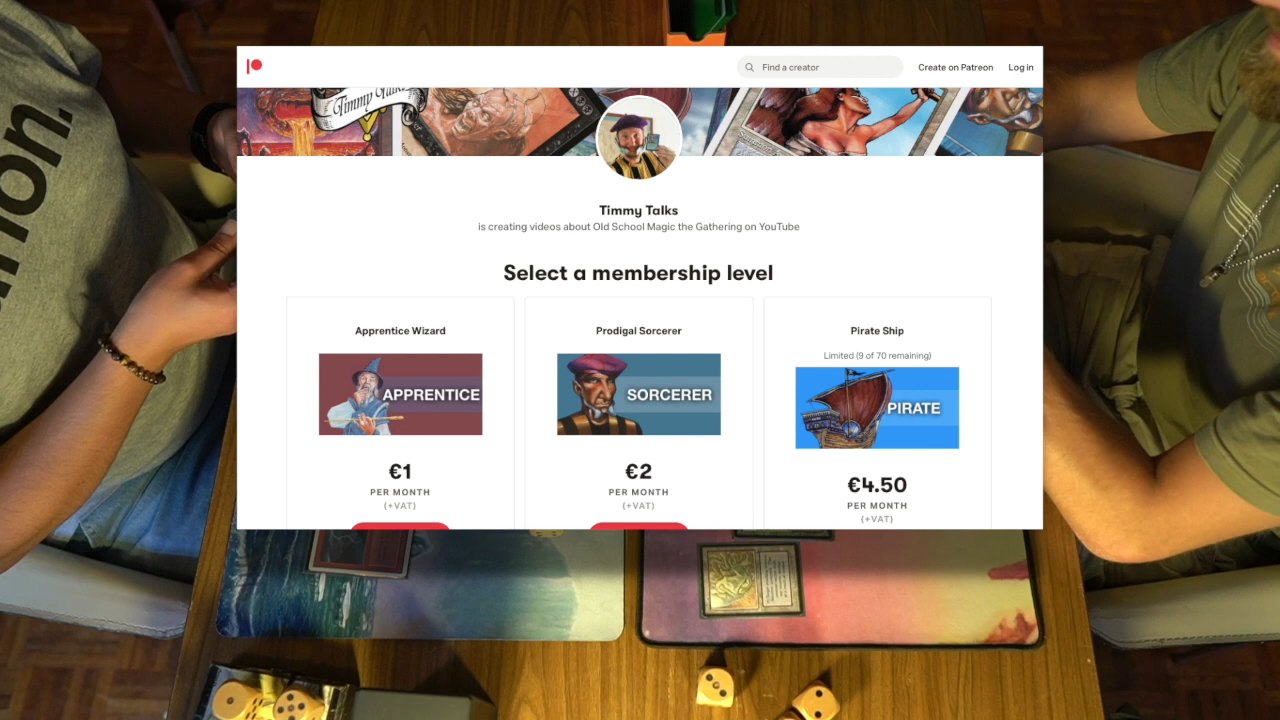 Find a creator
Create on Patreon
Log in
Timmy Talks
Timmy Talks
is creating videos about Old School Magic the Gathering on YouTube
Select a membership level
Apprentice Wizard
Prodigal Sorcerer
Pirate Ship
Limited (9 of 70 remaining)
APPRENTICE
SORCERER
PIRATE
€1
PER MONTH
(+VAT)
€2
PER MONTH
(+VAT)
€4.50
PER MONTH
(+VAT)